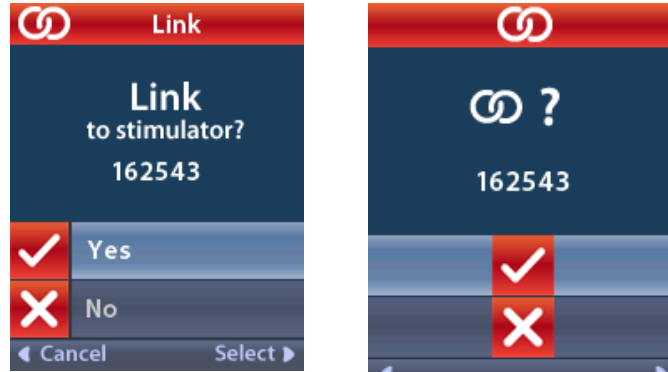 Link
Link
to stimulator?
162543
Yes
No
Cancel Select
?
162543